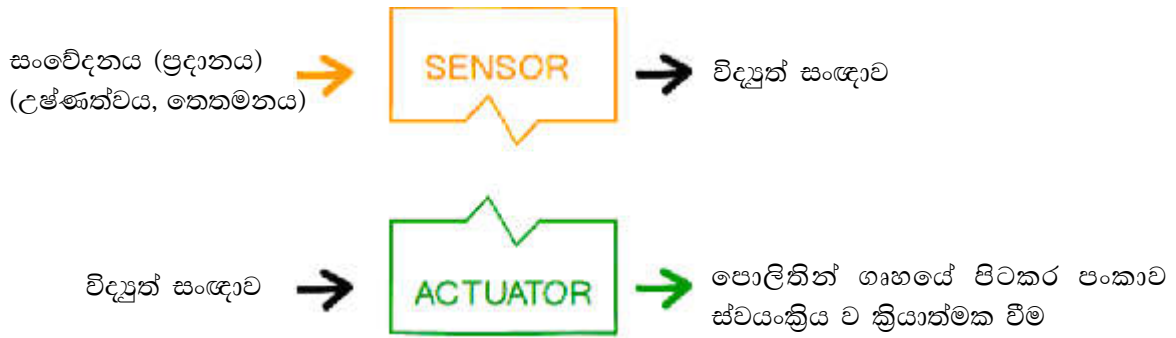 සංවේදනය (ප්‍රදානය)
(උෂ්ණත්වය, තෙතමනය)
SENSOR
විද්‍යුත් සංඥාව
විද්‍යුත් සංඥාව
ACTUATOR
පොලිතින් ගෘහයේ පිටකර පංකාව
ස්වයංක්‍රිය ව ක්‍රියාත්මක වීම